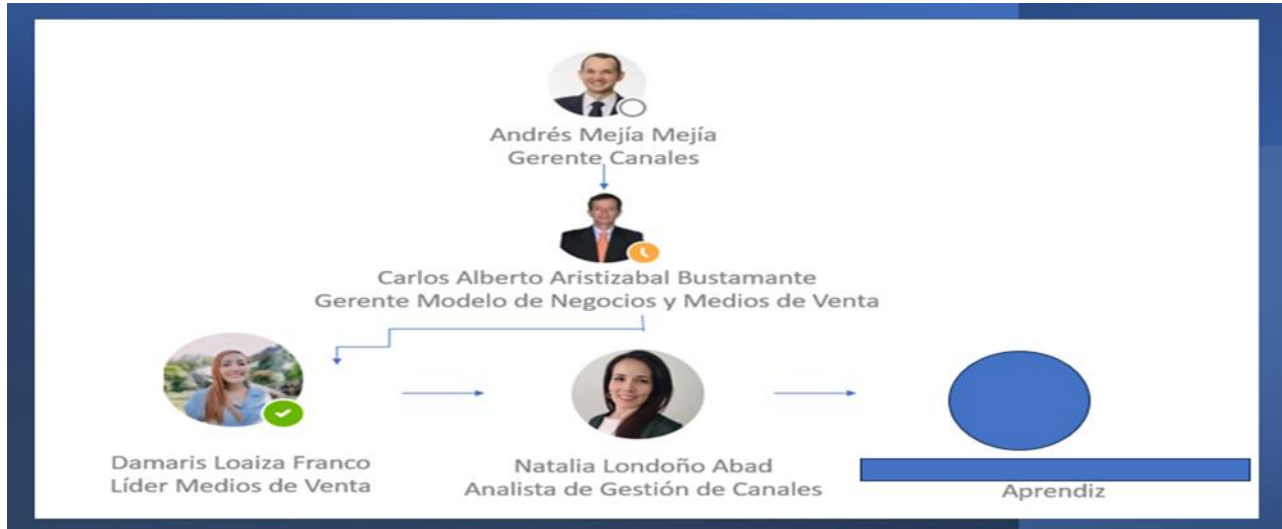 Andrés Mejía Mejía
Gerente Canales
Carlos Alberto Aristizabal Bustamante
Gerente Modelo de Negocios y Medios de Venta
Damaris Loaiza Franco
Líder Medios de Venta
Natalia Londoño Abad
Analista de Gestión de Canales
Aprendiz